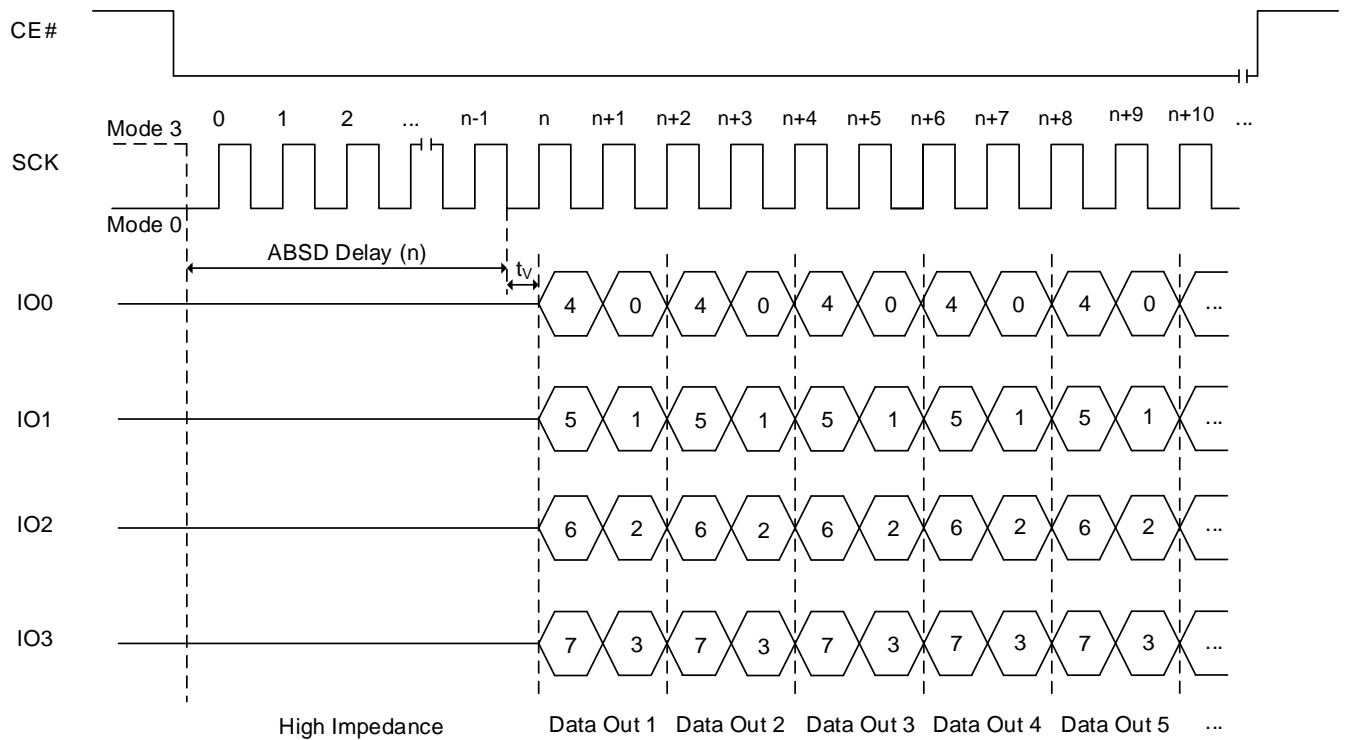 CE#
Mode 3 0 1 2 ... n-1 n n+1 n+2 n+3 n+4 n+5 n+6 n+7 n+8 n+9 n+10 ...
SCK
Mode 0
ABSD Delay (n)
tV
IO0 4 0 4 0 4 0 4 0 4 0 ...
IO1 5 1 5 1 5 1 5 1 5 1 ...
IO2 6 2 6 2 6 2 6 2 6 2 ...
IO3 7 3 7 3 7 3 7 3 7 3 ...
High Impedance Data Out 1 Data Out 2 Data Out 3 Data Out 4 Data Out 5 ...